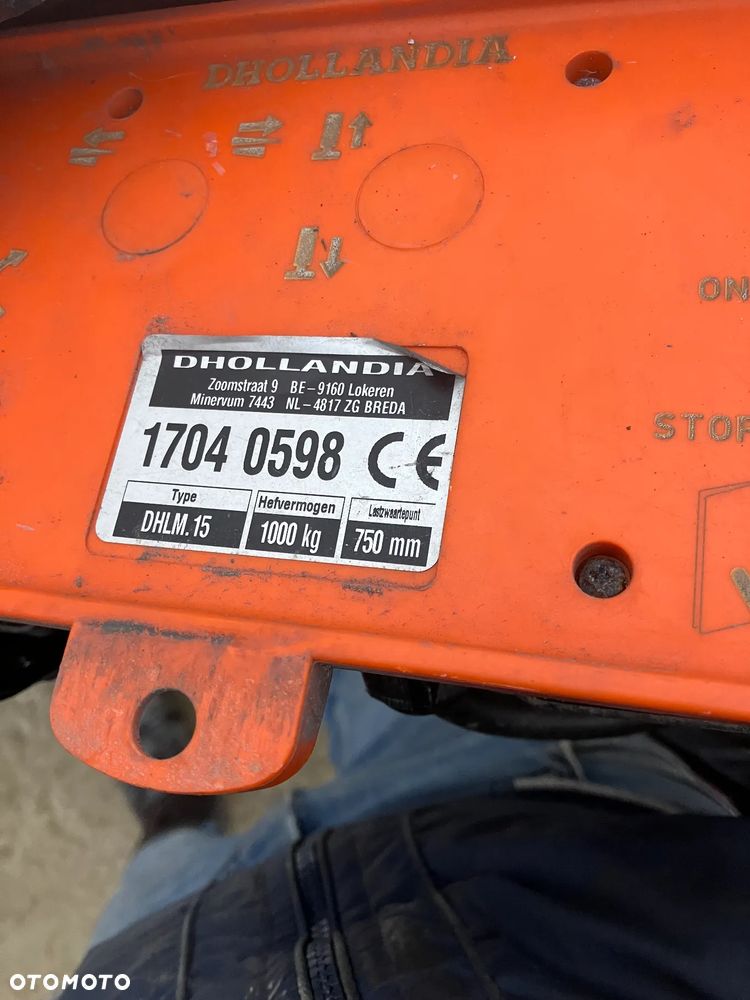 DHOLLANDIA
ON
STOP
DHOLLANDIA
Zoomstraat 9 BE-9160 Lokeren
Minervum 7443 NL-4817 ZG BREDA
1704 0598 CE
Type Hefvermogen Lastzwaartepunt
DHLM.15 1000 kg 750 mm
OTOMOTO